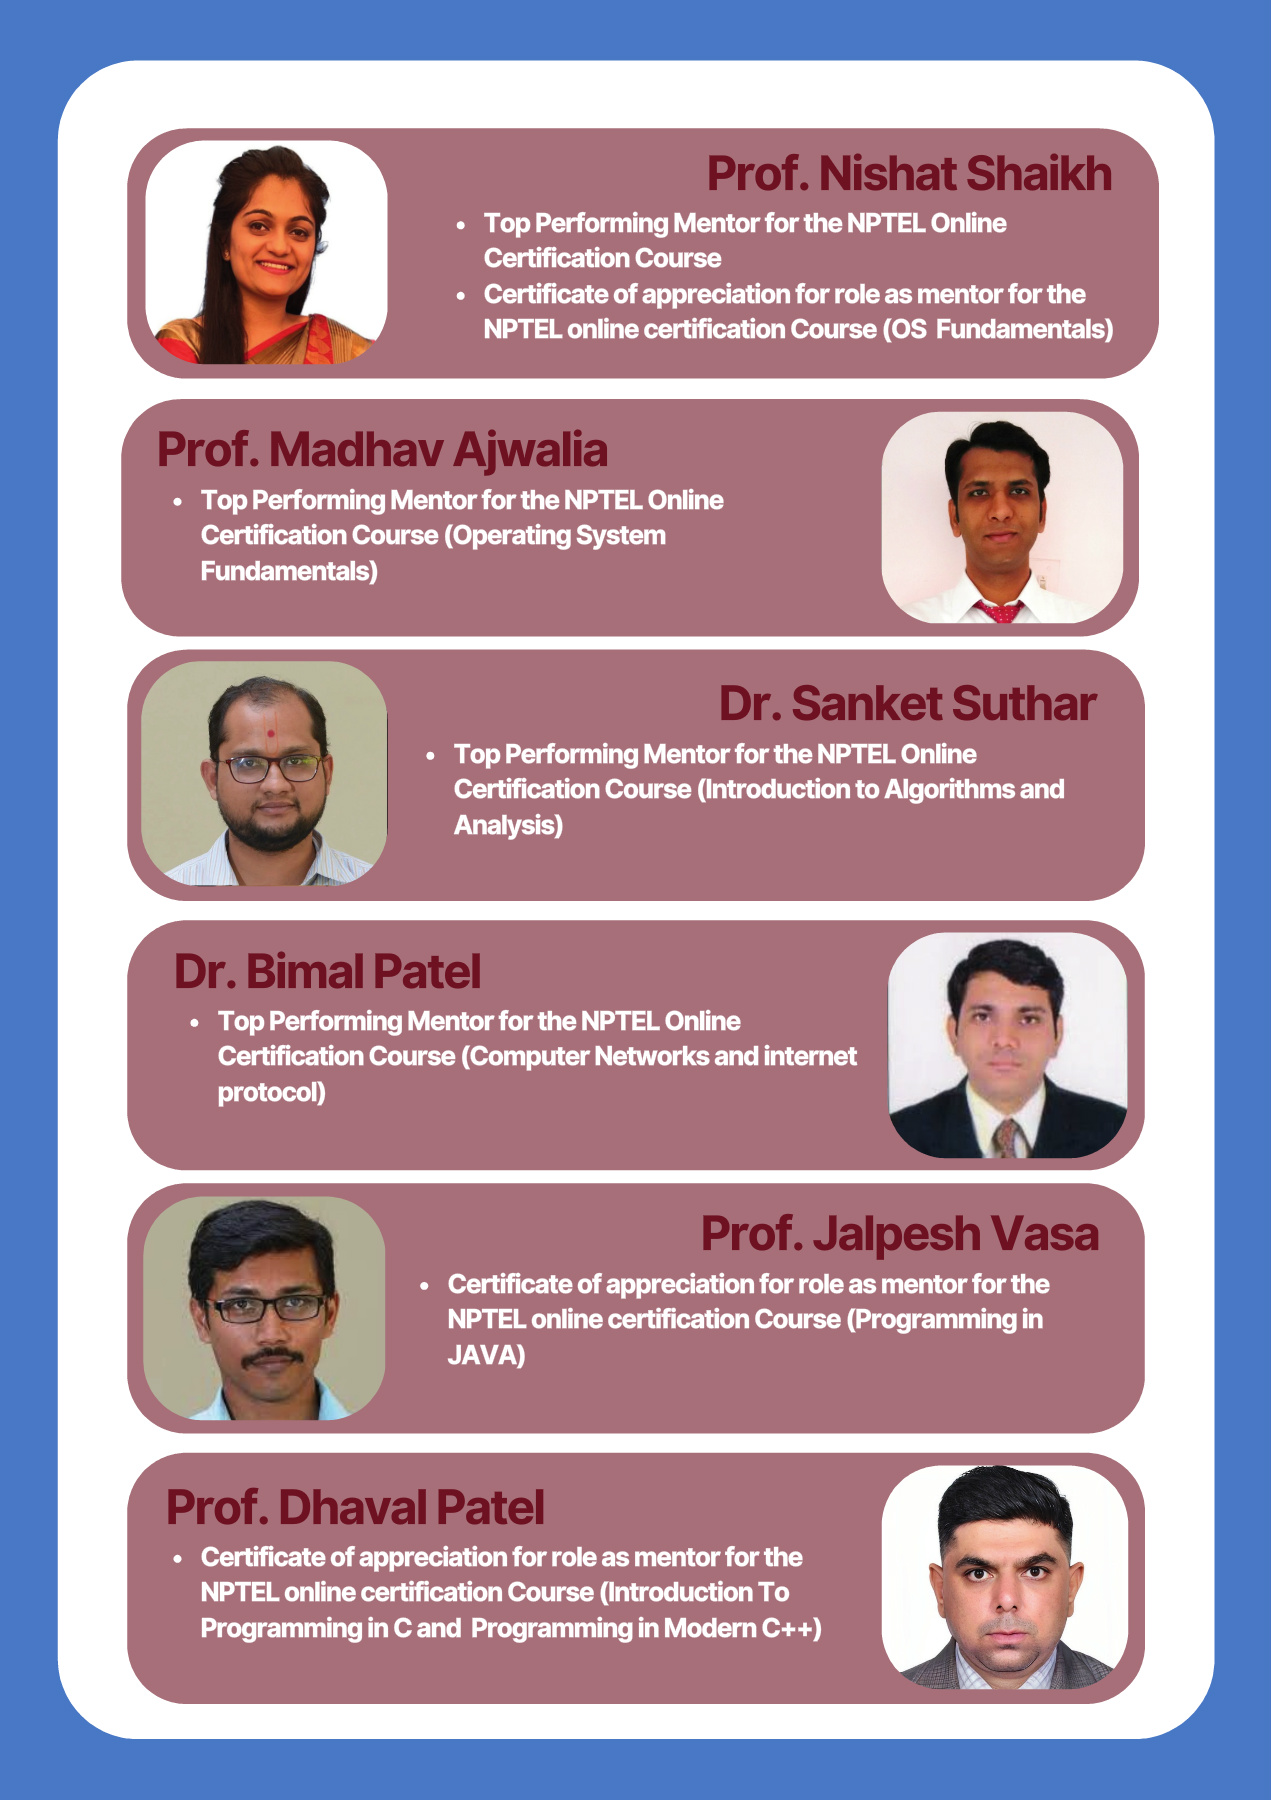 Prof. Nishat Shaikh
• Top Performing Mentor for the NPTEL Online
Certification Course
• Certificate of appreciation for role as mentor for the
NPTEL online certification Course (OS Fundamentals)
Prof. Madhav Ajwalia
• Top Performing Mentor for the NPTEL Online
Certification Course (Operating System
Fundamentals)
Dr. Sanket Suthar
• Top Performing Mentor for the NPTEL Online
Certification Course (Introduction to Algorithms and
Analysis)
Dr. Bimal Patel
• Top Performing Mentor for the NPTEL Online
Certification Course (Computer Networks and internet
protocol)
Prof. Jalpesh Vasa
• Certificate of appreciation for role as mentor for the
NPTEL online certification Course (Programming in
JAVA)
Prof. Dhaval Patel
• Certificate of appreciation for role as mentor for the
NPTEL online certification Course (Introduction To
Programming in C and Programming in Modern C++)